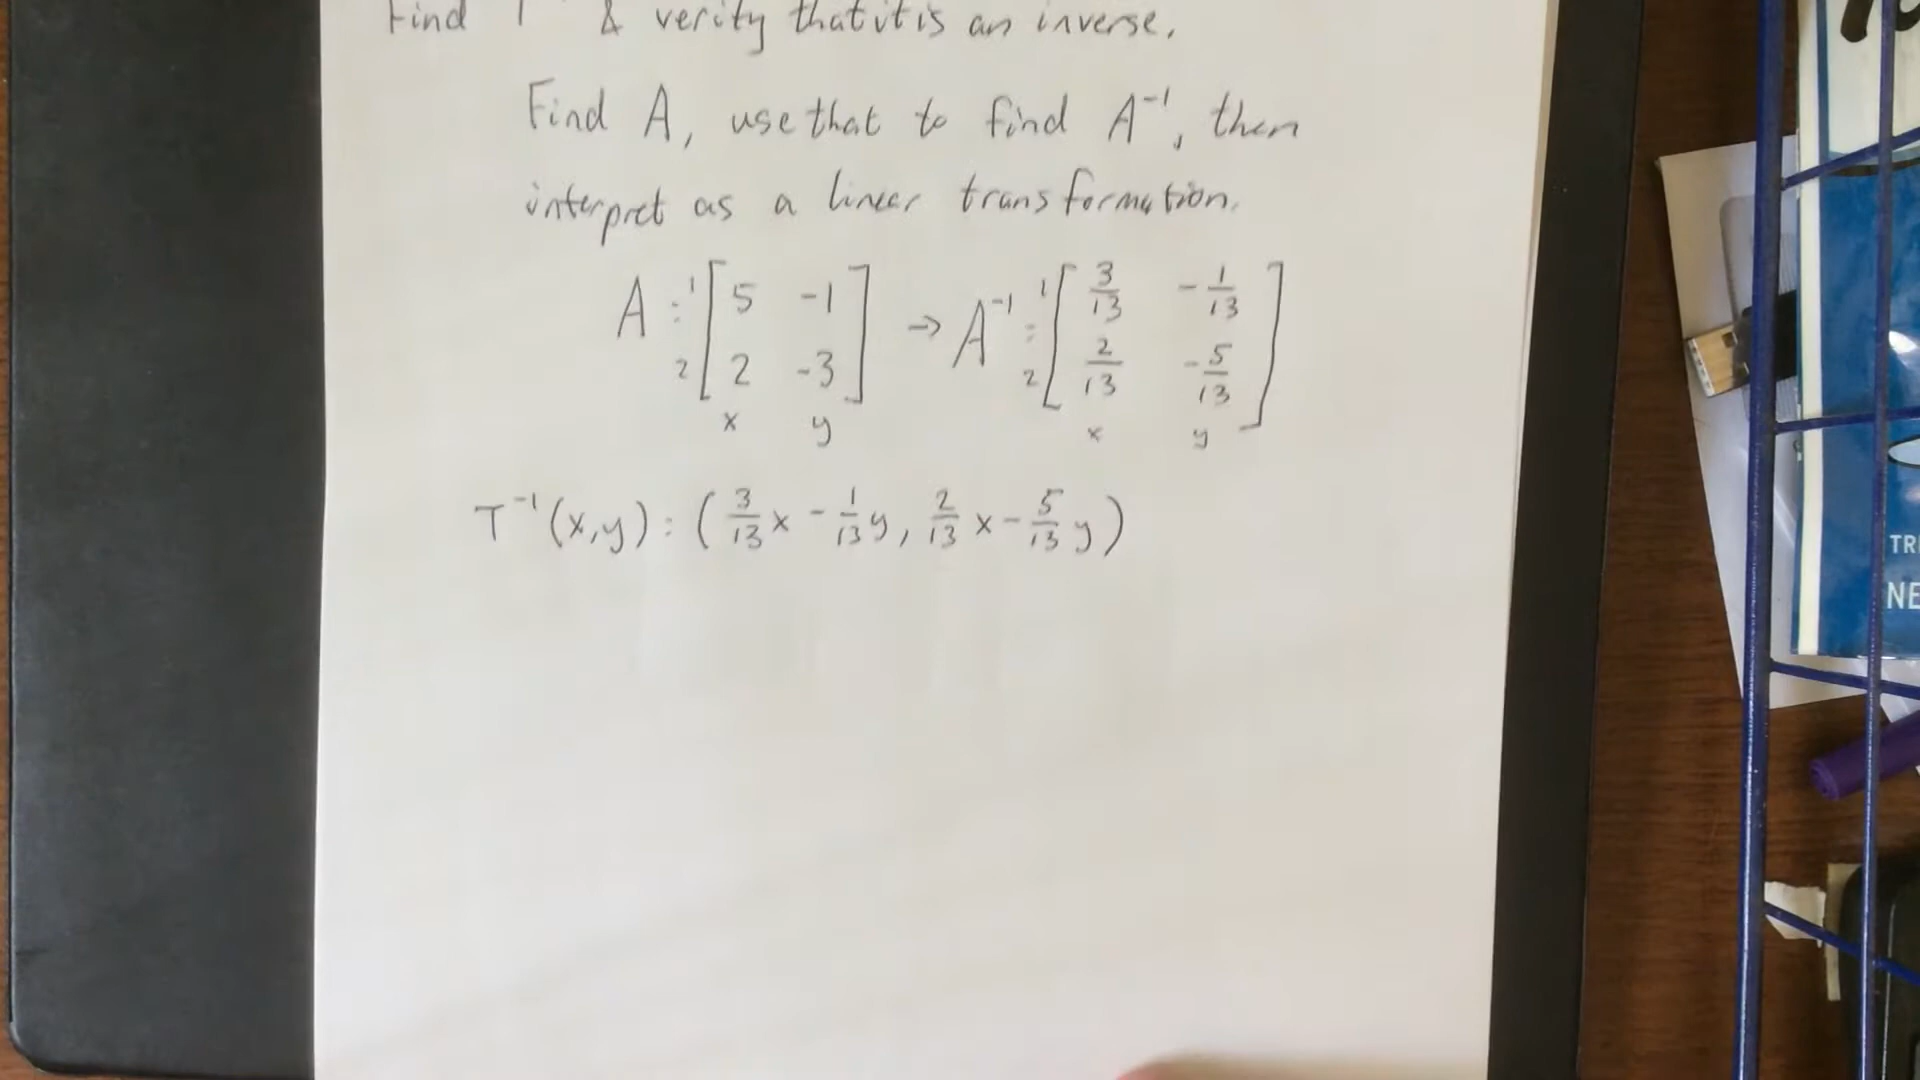 Find T & verify that it is an inverse.
Find A, use that to find A⁻¹, then
interpret as a linear transformation.
A = 1 [ 5 -1 ] → A⁻¹ = 1 [ 3/13 -1/13 ]
2 [ 2 -3 ] 2 [ 2/13 -5/13 ]
x y x y
T⁻¹(x,y) = (3/13 x - 1/13 y, 2/13 x - 5/13 y)
TR
NE